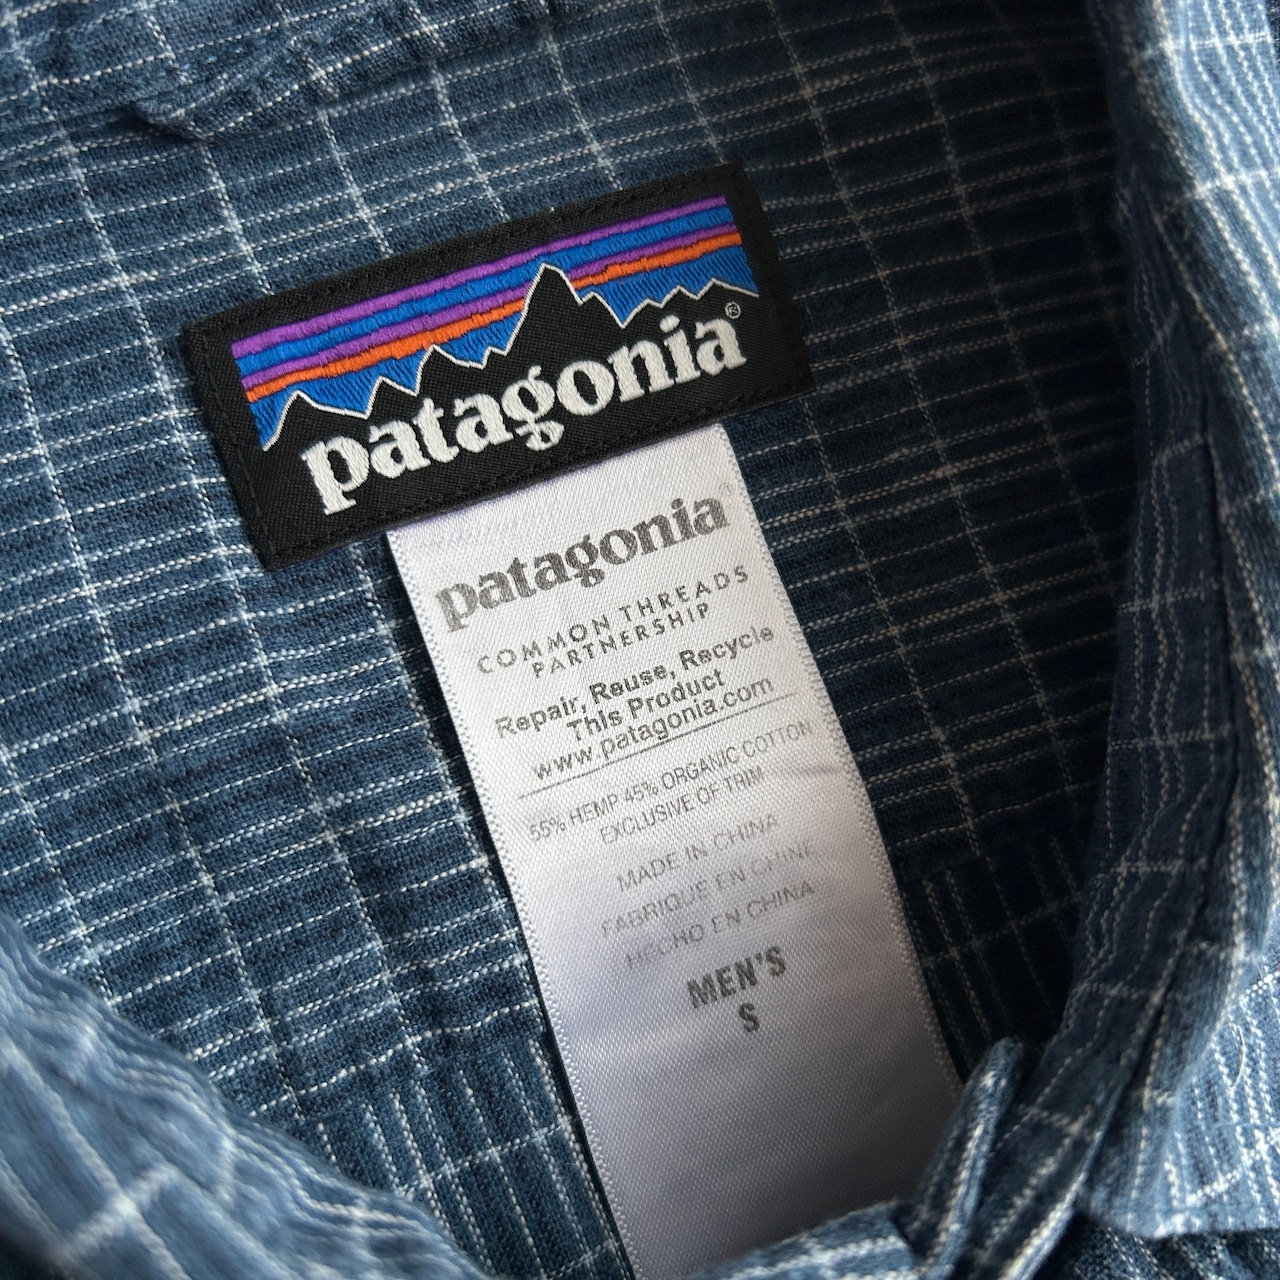 patagonia®
patagonia®
COMMON THREADS
PARTNERSHIP
Repair, Reuse, Recycle
This Product
www.patagonia.com
55% HEMP 45% ORGANIC COTTON
EXCLUSIVE OF TRIM
MADE IN CHINA
FABRIQUÉ EN CHINE
HECHO EN CHINA
MEN'S
S